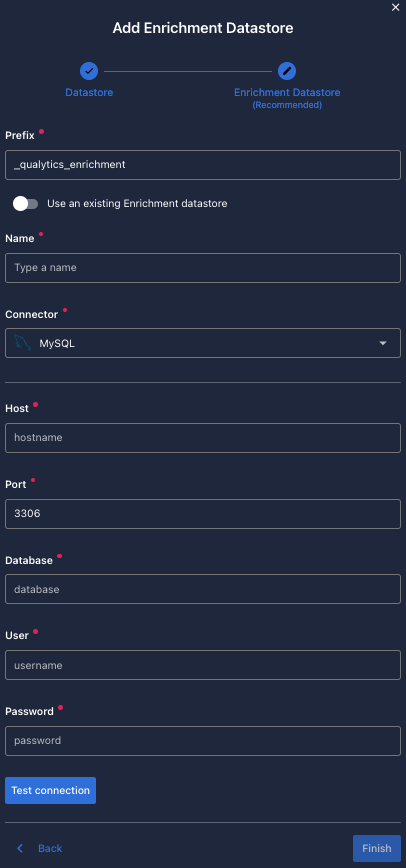 Add Enrichment Datastore
Datastore
Enrichment Datastore
(Recommended)
Prefix
_qualytics_enrichment
Use an existing Enrichment datastore
Name
Type a name
Connector
MySQL
Host
hostname
Port
3306
Database
database
User
username
Password
password
Test connection
Back
Finish